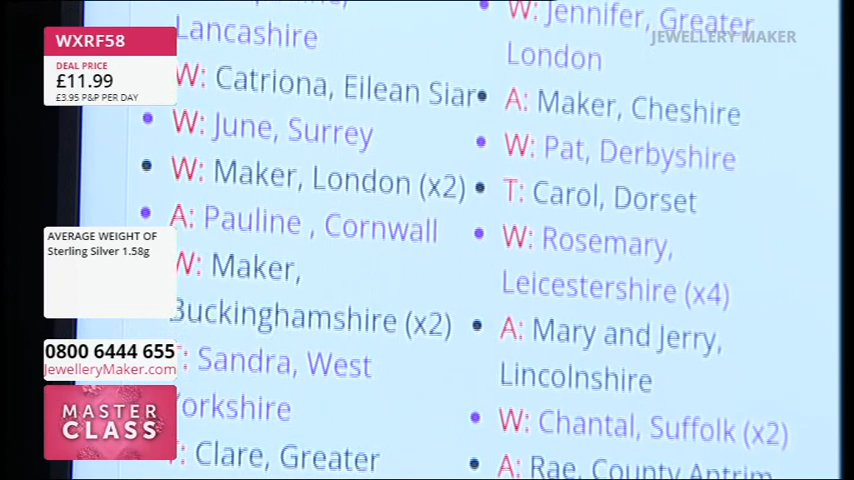 WXRF58
DEAL PRICE
£11.99
£3.95 P&P PER DAY
AVERAGE WEIGHT OF
Sterling Silver 1.58g
0800 6444 655
JewelleryMaker.com
MASTER
CLASS
JEWELLERY MAKER
Lancashire
W: Catriona, Eilean Siar
W: June, Surrey
W: Maker, London (x2)
A: Pauline , Cornwall
W: Maker,
Buckinghamshire (x2)
Sandra, West
Yorkshire
Clare, Greater
W: Jennifer, Greater
London
A: Maker, Cheshire
W: Pat, Derbyshire
T: Carol, Dorset
W: Rosemary,
Leicestershire (x4)
A: Mary and Jerry,
Lincolnshire
W: Chantal, Suffolk (x2)
A: Rae, County Antrim